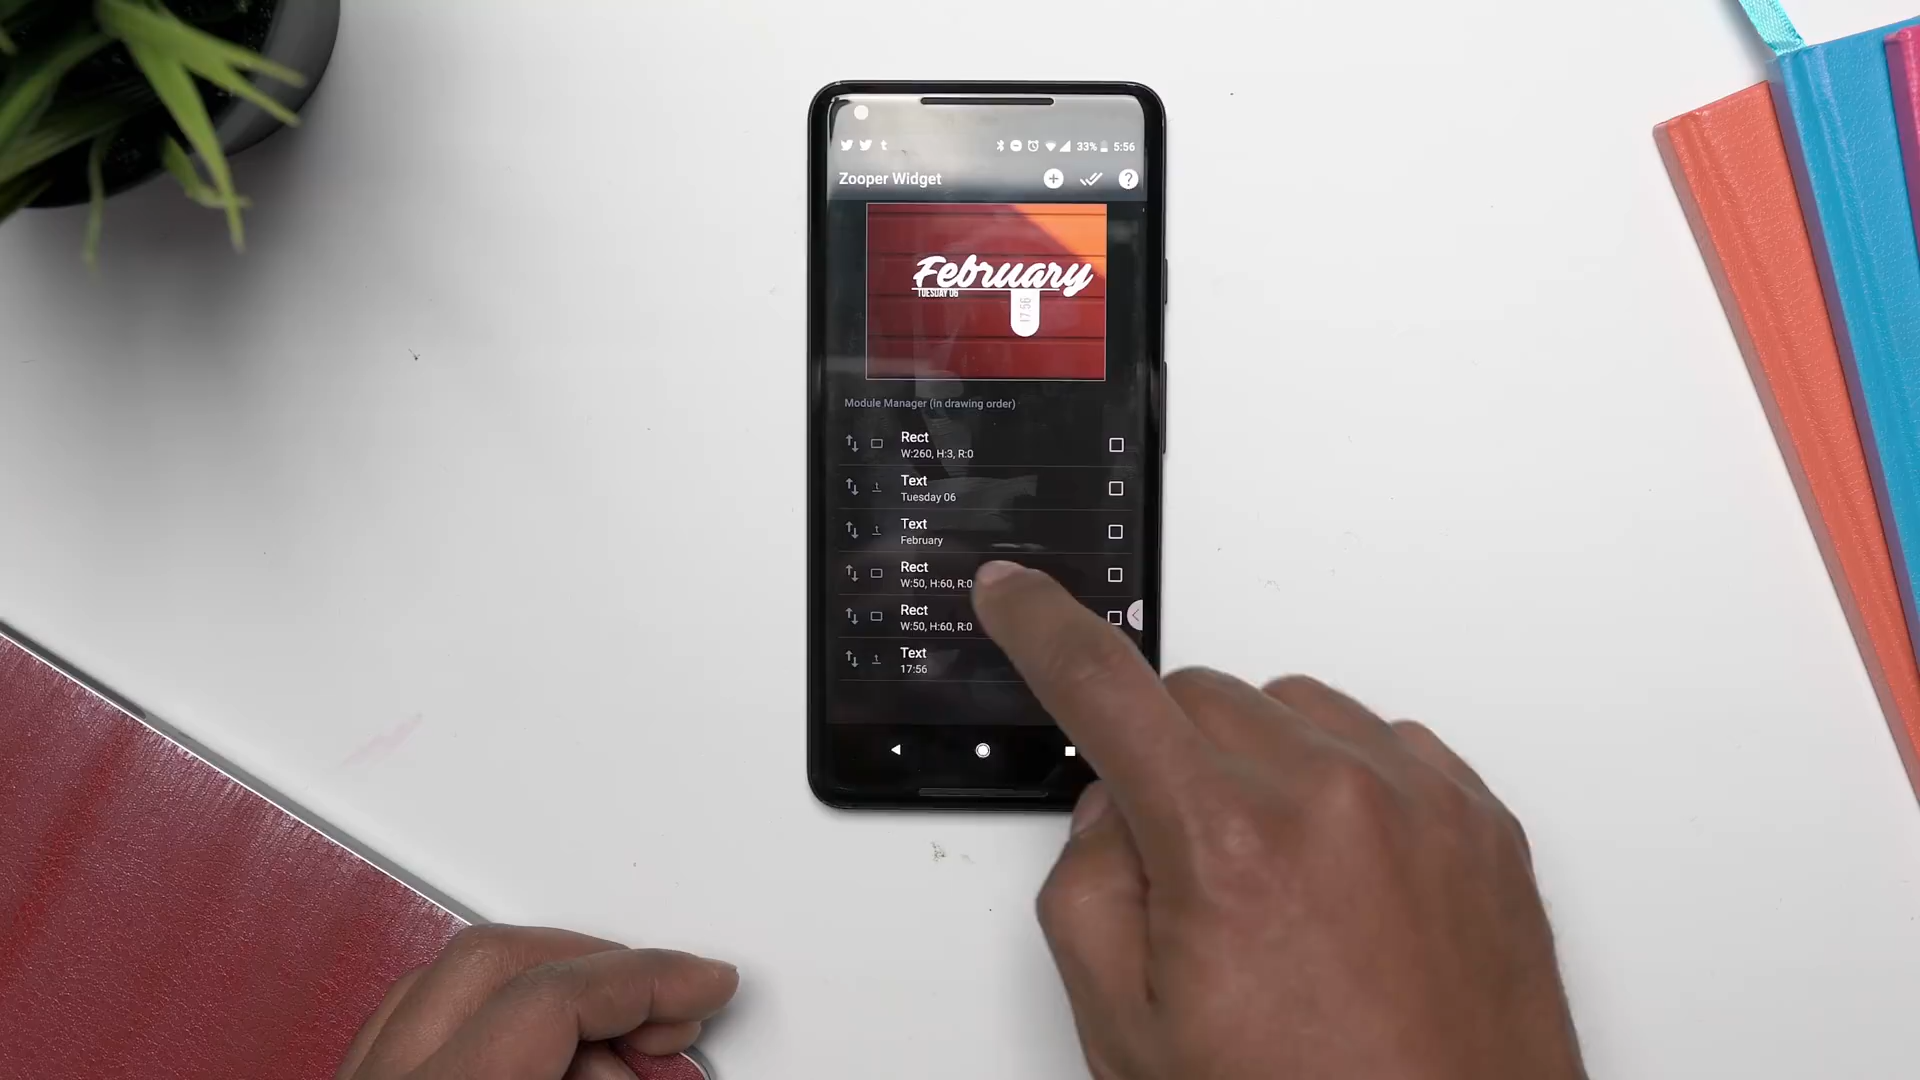 33% 5:56
Zooper Widget
February
TUESDAY 06
17:56
Module Manager (in drawing order)
Rect
W:260, H:3, R:0
Text
Tuesday 06
Text
February
Rect
W:50, H:60, R:0
Rect
W:50, H:60, R:0
Text
17:56